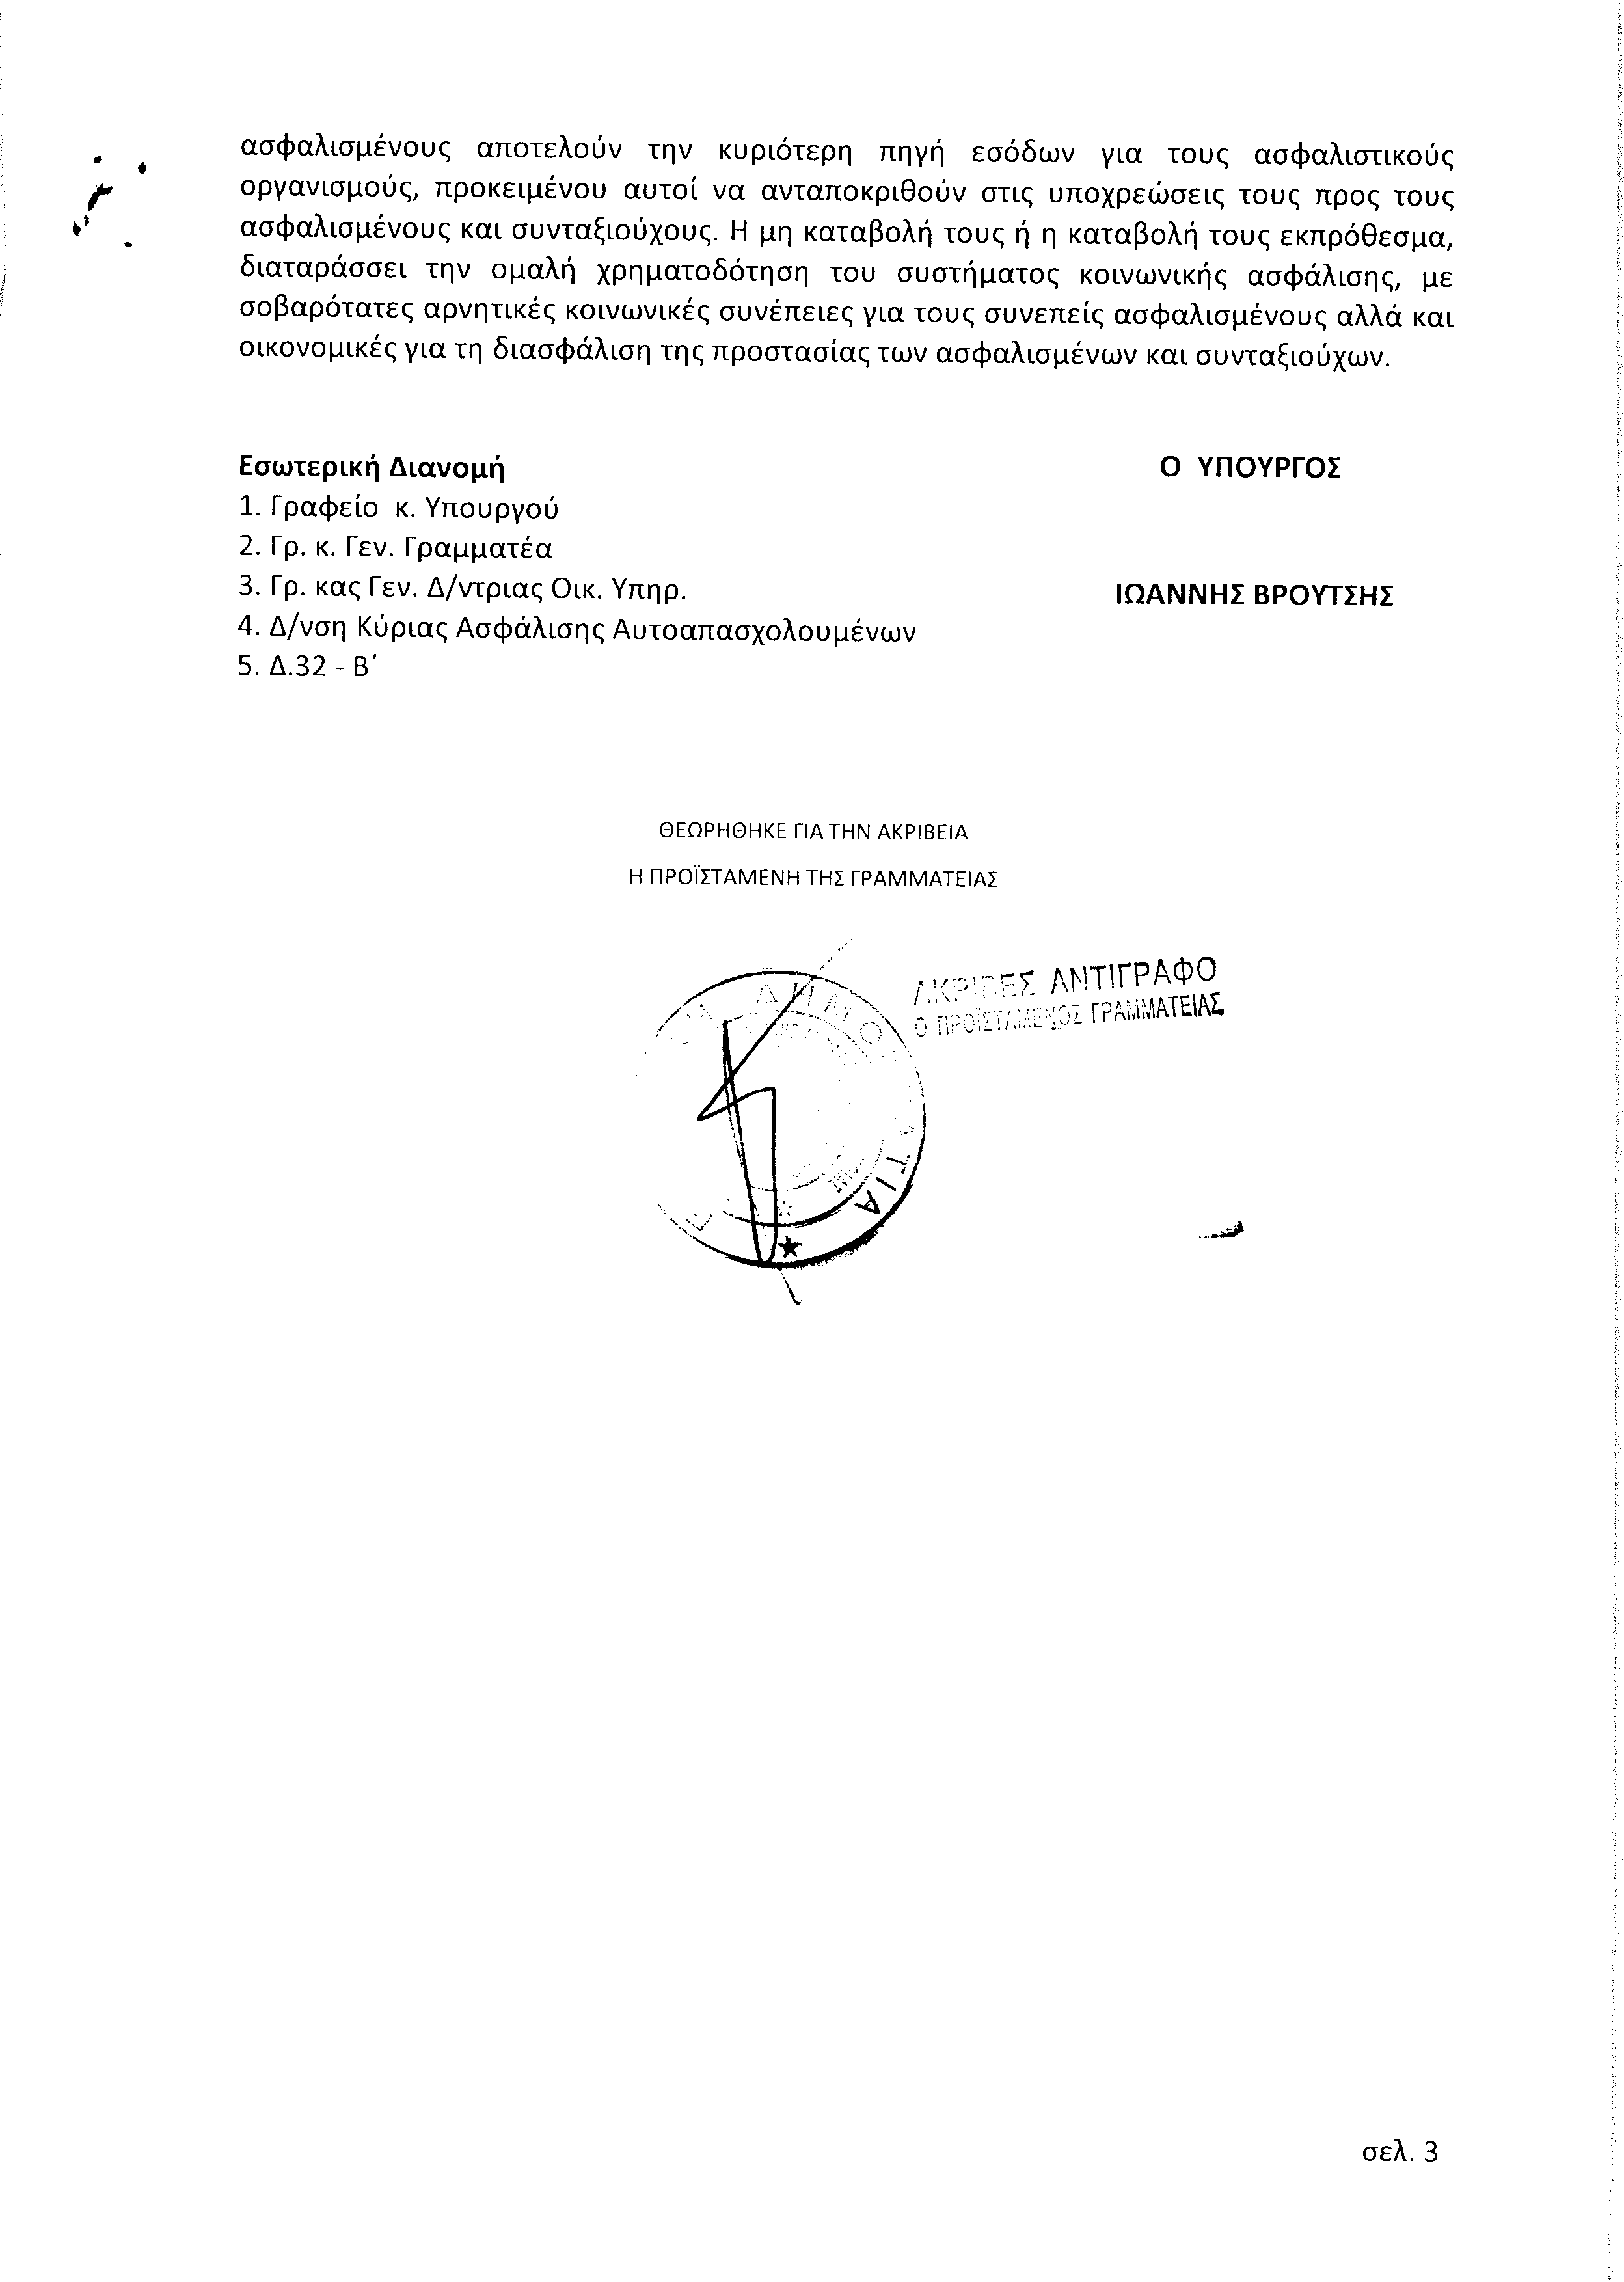 ασφαλισμένους αποτελούν την κυριότερη πηγή εσόδων για τους ασφαλιστικούς
οργανισμούς, προκειμένου αυτοί να ανταποκριθούν στις υποχρεώσεις τους προς τους
ασφαλισμένους και συνταξιούχους. Η μη καταβολή τους ή η καταβολή τους εκπρόθεσμα,
διαταράσσει την ομαλή χρηματοδότηση του συστήματος κοινωνικής ασφάλισης, με
σοβαρότατες αρνητικές κοινωνικές συνέπειες για τους συνεπείς ασφαλισμένους αλλά και
οικονομικές για τη διασφάλιση της προστασίας των ασφαλισμένων και συνταξιούχων.
Εσωτερική Διανομή
1. Γραφείο κ. Υπουργού
2. Γρ. κ. Γεν. Γραμματέα
3. Γρ. κας Γεν. Δ/ντριας Οικ. Υπηρ.
4. Δ/νση Κύριας Ασφάλισης Αυτοαπασχολουμένων
5. Δ.32 - Β΄
Ο ΥΠΟΥΡΓΟΣ
ΙΩΑΝΝΗΣ ΒΡΟΥΤΣΗΣ
ΘΕΩΡΗΘΗΚΕ ΓΙΑ ΤΗΝ ΑΚΡΙΒΕΙΑ
Η ΠΡΟΪΣΤΑΜΕΝΗ ΤΗΣ ΓΡΑΜΜΑΤΕΙΑΣ
ΑΚΡΙΒΕΣ ΑΝΤΙΓΡΑΦΟ
Ο ΠΡΟΪΣΤΑΜΕΝΟΣ ΓΡΑΜΜΑΤΕΙΑΣ
σελ. 3